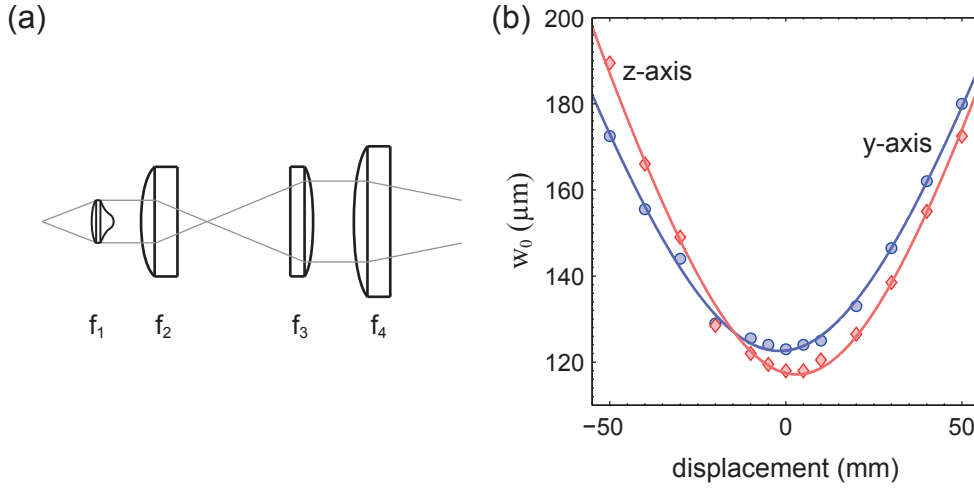 (a)
f₁
f₂
f₃
f₄
(b)
200
180
160
140
120
w₀ (μm)
z-axis
y-axis
−50
0
50
displacement (mm)